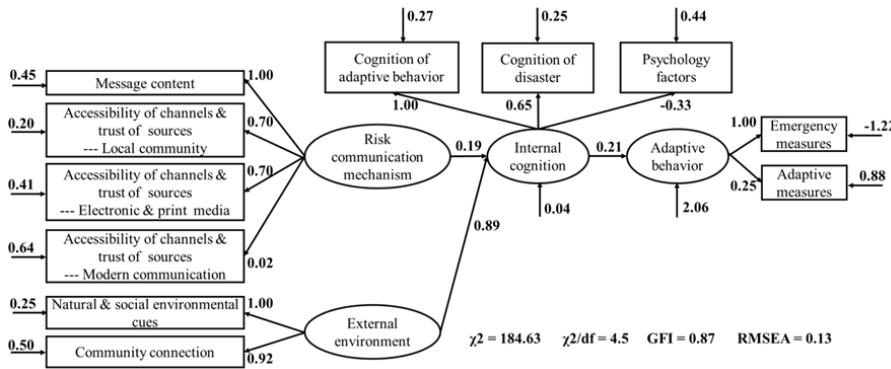 0.27
0.25
0.44
Cognition of
adaptive behavior
Cognition of
disaster
Psychology
factors
1.00
0.65
-0.33
0.45
Message content
1.00
0.20
Accessibility of channels &
trust of sources
--- Local community
0.70
0.41
Accessibility of channels &
trust of sources
--- Electronic & print media
0.70
0.64
Accessibility of channels &
trust of sources
--- Modern communication
0.02
Risk
communication
mechanism
0.19
Internal
cognition
0.21
Adaptive
behavior
1.00
Emergency
measures
-1.22
0.25
Adaptive
measures
0.88
0.04
2.06
0.89
0.25
Natural & social environmental
cues
1.00
0.50
Community connection
0.92
External
environment
χ2 = 184.63 χ2/df = 4.5 GFI = 0.87 RMSEA = 0.13